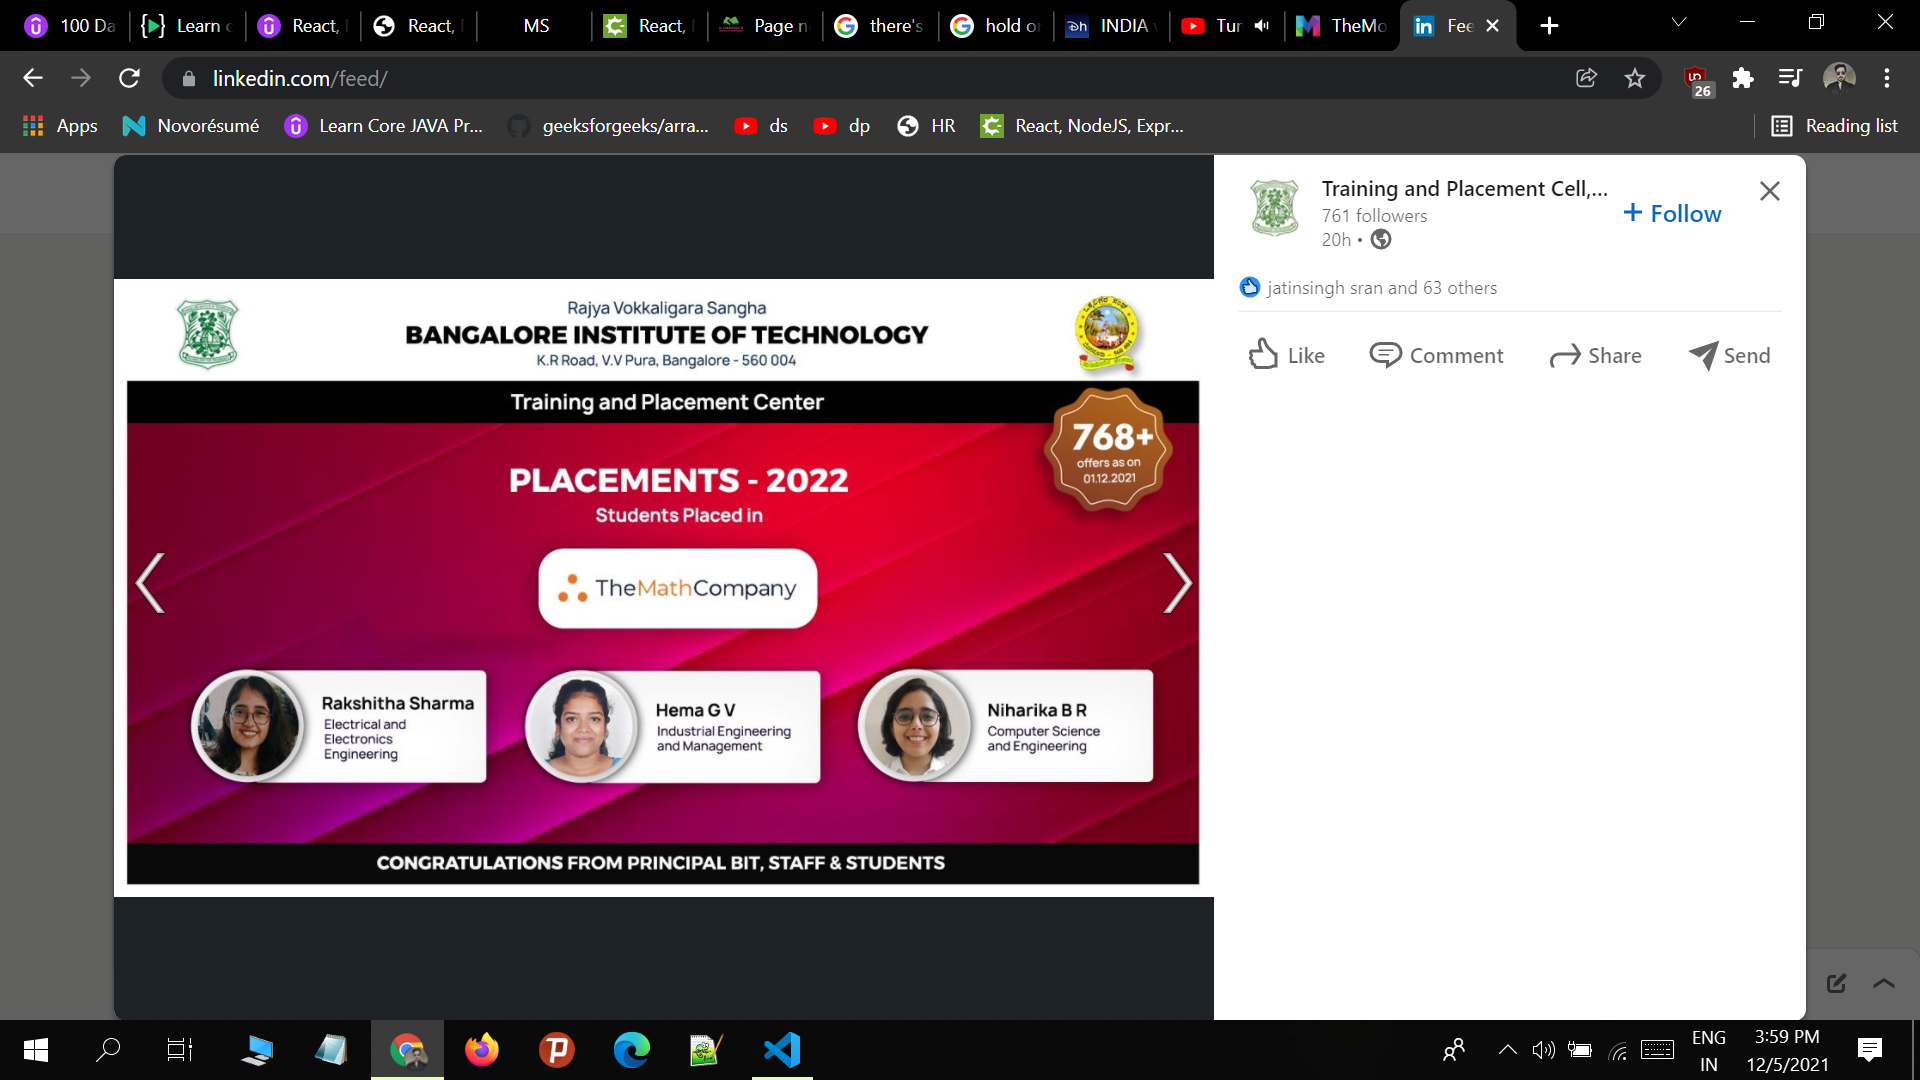 100 Da
Learn c
React,
React,
MS
React,
Page n
there's
hold o
INDIA
Tur
TheMo
Fee
linkedin.com/feed/
26
Apps
Novorésumé
Learn Core JAVA Pr...
geeksforgeeks/arra...
ds
dp
HR
React, NodeJS, Expr...
Reading list
Rajya Vokkaligara Sangha
BANGALORE INSTITUTE OF TECHNOLOGY
K.R Road, V.V Pura, Bangalore - 560 004
Training and Placement Center
768+
offers as on
01.12.2021
PLACEMENTS - 2022
Students Placed in
TheMathCompany
Rakshitha Sharma
Electrical and
Electronics
Engineering
Hema G V
Industrial Engineering
and Management
Niharika B R
Computer Science
and Engineering
CONGRATULATIONS FROM PRINCIPAL BIT, STAFF & STUDENTS
Training and Placement Cell,...
761 followers
20h •
+ Follow
jatinsingh sran and 63 others
Like
Comment
Share
Send
ENG
IN
3:59 PM
12/5/2021